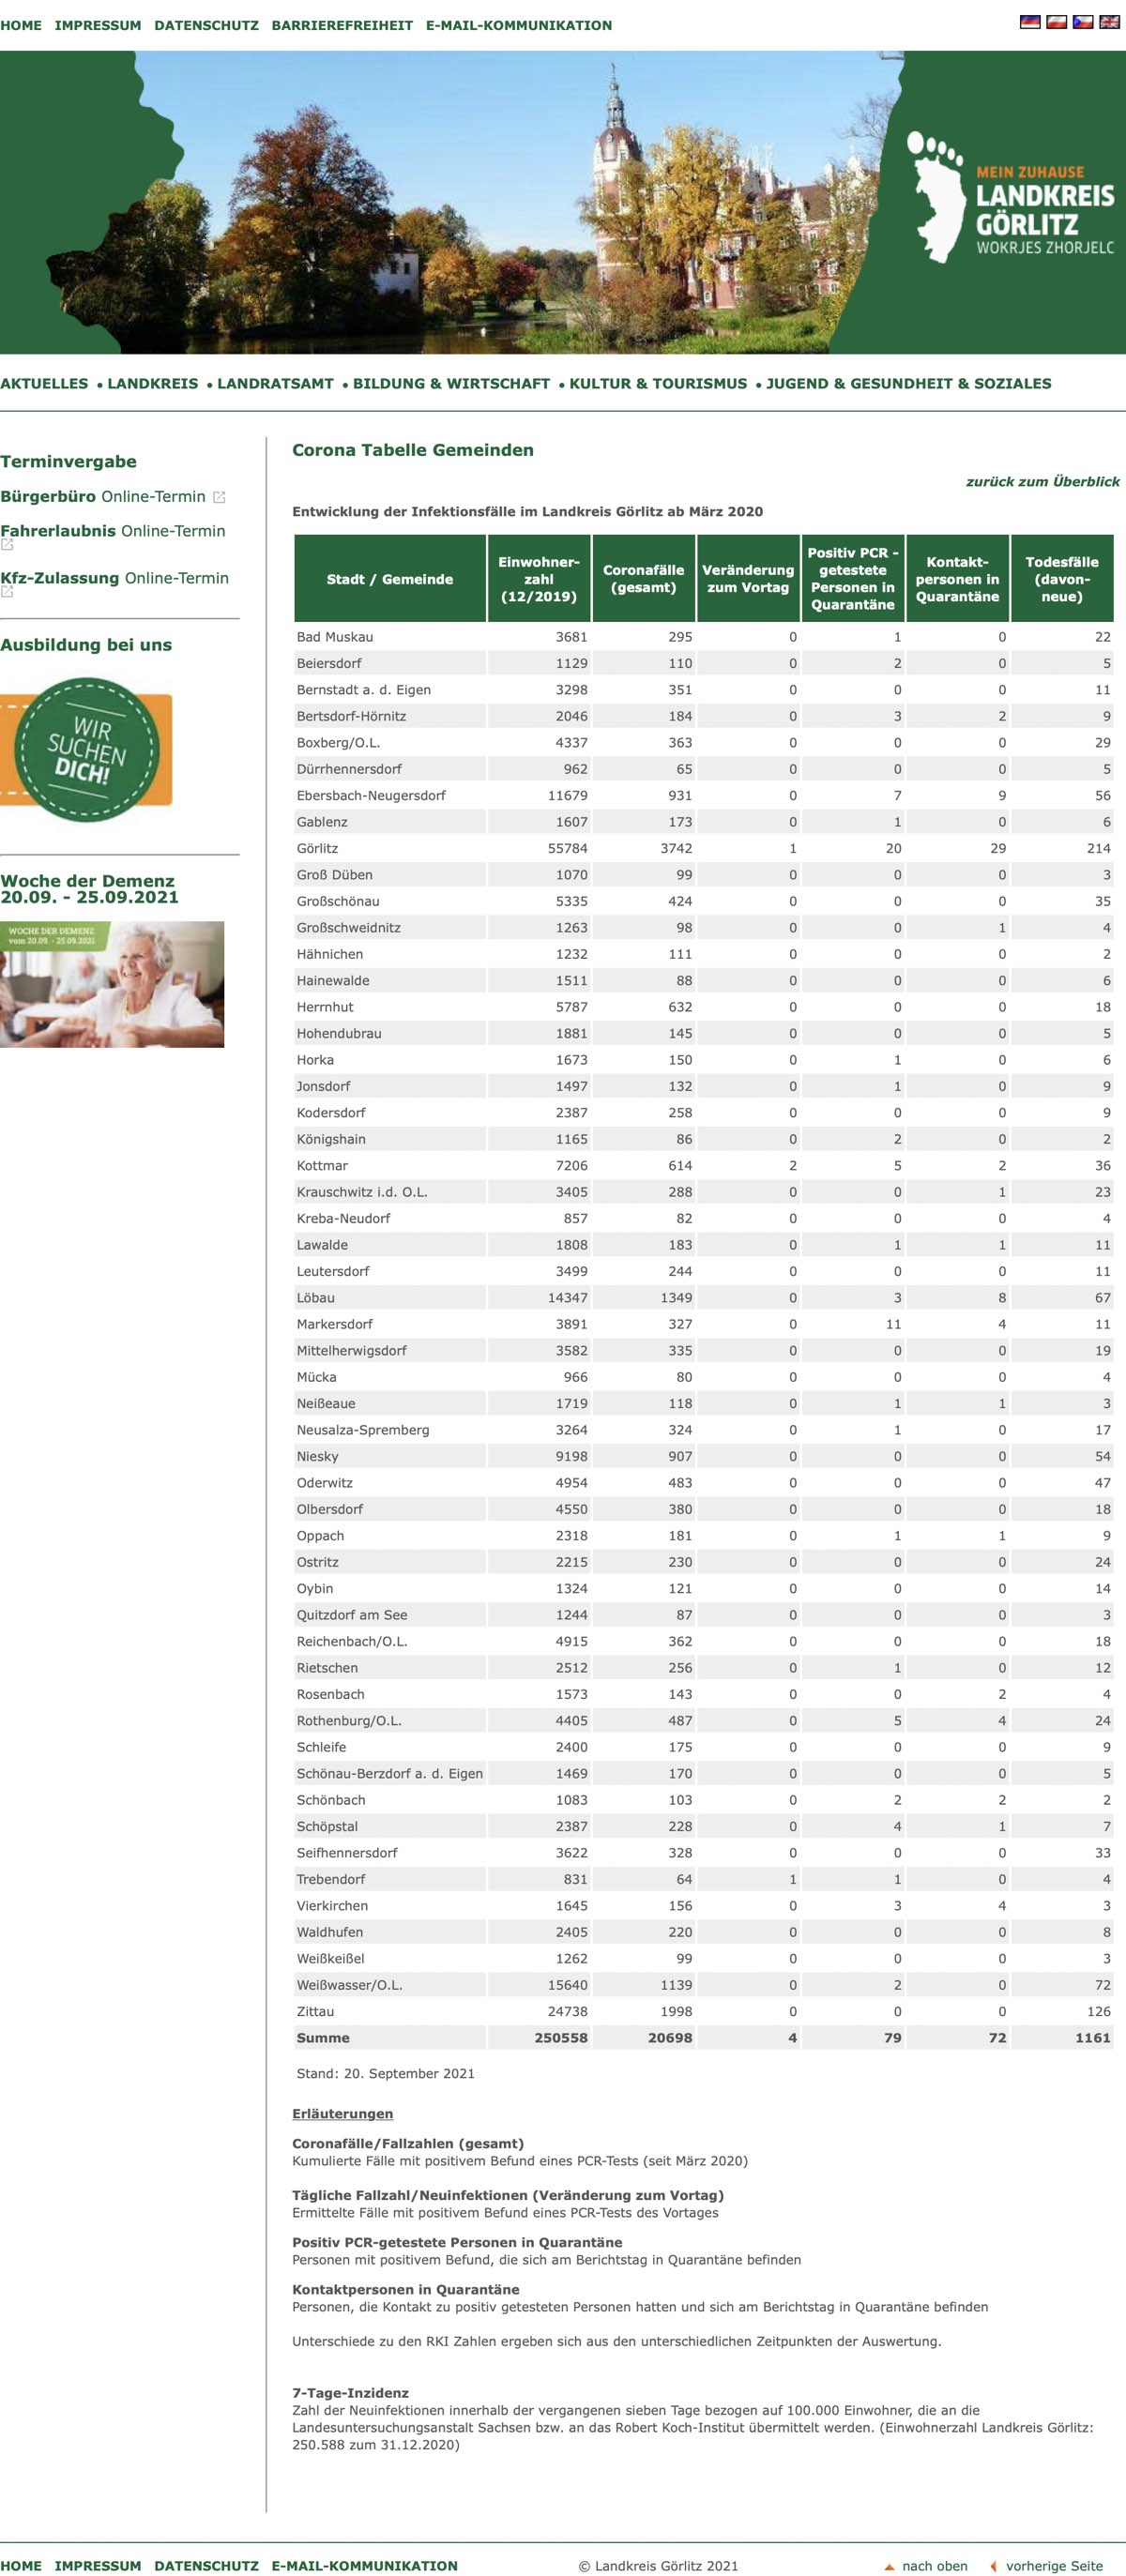 HOME IMPRESSUM DATENSCHUTZ BARRIEREFREIHEIT E-MAIL-KOMMUNIKATION
MEIN ZUHAUSE
LANDKREIS
GÖRLITZ
WOKRJES ZHORJELC
AKTUELLES • LANDKREIS • LANDRATSAMT • BILDUNG & WIRTSCHAFT • KULTUR & TOURISMUS • JUGEND & GESUNDHEIT & SOZIALES
Terminvergabe
Bürgerbüro Online-Termin
Fahrerlaubnis Online-Termin
Kfz-Zulassung Online-Termin
Ausbildung bei uns
WIR
SUCHEN
DICH!
Woche der Demenz
20.09. - 25.09.2021
WOCHE DER DEMENZ
vom 20.09. - 25.09.2021
Corona Tabelle Gemeinden
zurück zum Überblick
Entwicklung der Infektionsfälle im Landkreis Görlitz ab März 2020
Stadt / Gemeinde Einwohner-zahl (12/2019) Coronafälle (gesamt) Veränderung zum Vortag Positiv PCR - getestete Personen in Quarantäne Kontakt-personen in Quarantäne Todesfälle (davon-neue)
Bad Muskau 3681 295 0 1 0 22
Beiersdorf 1129 110 0 2 0 5
Bernstadt a. d. Eigen 3298 351 0 0 0 11
Bertsdorf-Hörnitz 2046 184 0 3 2 9
Boxberg/O.L. 4337 363 0 0 0 29
Dürrhennersdorf 962 65 0 0 0 5
Ebersbach-Neugersdorf 11679 931 0 7 9 56
Gablenz 1607 173 0 1 0 6
Görlitz 55784 3742 1 20 29 214
Groß Düben 1070 99 0 0 0 3
Großschönau 5335 424 0 0 0 35
Großschweidnitz 1263 98 0 0 1 4
Hähnichen 1232 111 0 0 0 2
Hainewalde 1511 88 0 0 0 6
Herrnhut 5787 632 0 0 0 18
Hohendubrau 1881 145 0 0 0 5
Horka 1673 150 0 1 0 6
Jonsdorf 1497 132 0 1 0 9
Kodersdorf 2387 258 0 0 0 9
Königshain 1165 86 0 2 0 2
Kottmar 7206 614 2 5 2 36
Krauschwitz i.d. O.L. 3405 288 0 0 1 23
Kreba-Neudorf 857 82 0 0 0 4
Lawalde 1808 183 0 1 1 11
Leutersdorf 3499 244 0 0 0 11
Löbau 14347 1349 0 3 8 67
Markersdorf 3891 327 0 11 4 11
Mittelherwigsdorf 3582 335 0 0 0 19
Mücka 966 80 0 0 0 4
Neißeaue 1719 118 0 1 1 3
Neusalza-Spremberg 3264 324 0 1 0 17
Niesky 9198 907 0 0 0 54
Oderwitz 4954 483 0 0 0 47
Olbersdorf 4550 380 0 0 0 18
Oppach 2318 181 0 1 1 9
Ostritz 2215 230 0 0 0 24
Oybin 1324 121 0 0 0 14
Quitzdorf am See 1244 87 0 0 0 3
Reichenbach/O.L. 4915 362 0 0 0 18
Rietschen 2512 256 0 1 0 12
Rosenbach 1573 143 0 0 2 4
Rothenburg/O.L. 4405 487 0 5 4 24
Schleife 2400 175 0 0 0 9
Schönau-Berzdorf a. d. Eigen 1469 170 0 0 0 5
Schönbach 1083 103 0 2 2 2
Schöpstal 2387 228 0 4 1 7
Seifhennersdorf 3622 328 0 0 0 33
Trebendorf 831 64 1 1 0 4
Vierkirchen 1645 156 0 3 4 3
Waldhufen 2405 220 0 0 0 8
Weißkeißel 1262 99 0 0 0 3
Weißwasser/O.L. 15640 1139 0 2 0 72
Zittau 24738 1998 0 0 0 126
Summe 250558 20698 4 79 72 1161
Stand: 20. September 2021
Erläuterungen
Coronafälle/Fallzahlen (gesamt)
Kumulierte Fälle mit positivem Befund eines PCR-Tests (seit März 2020)
Tägliche Fallzahl/Neuinfektionen (Veränderung zum Vortag)
Ermittelte Fälle mit positivem Befund eines PCR-Tests des Vortages
Positiv PCR-getestete Personen in Quarantäne
Personen mit positivem Befund, die sich am Berichtstag in Quarantäne befinden
Kontaktpersonen in Quarantäne
Personen, die Kontakt zu positiv getesteten Personen hatten und sich am Berichtstag in Quarantäne befinden
Unterschiede zu den RKI Zahlen ergeben sich aus den unterschiedlichen Zeitpunkten der Auswertung.
7-Tage-Inzidenz
Zahl der Neuinfektionen innerhalb der vergangenen sieben Tage bezogen auf 100.000 Einwohner, die an die
Landesuntersuchungsanstalt Sachsen bzw. an das Robert Koch-Institut übermittelt werden. (Einwohnerzahl Landkreis Görlitz:
250.588 zum 31.12.2020)
HOME IMPRESSUM DATENSCHUTZ E-MAIL-KOMMUNIKATION © Landkreis Görlitz 2021 nach oben vorherige Seite